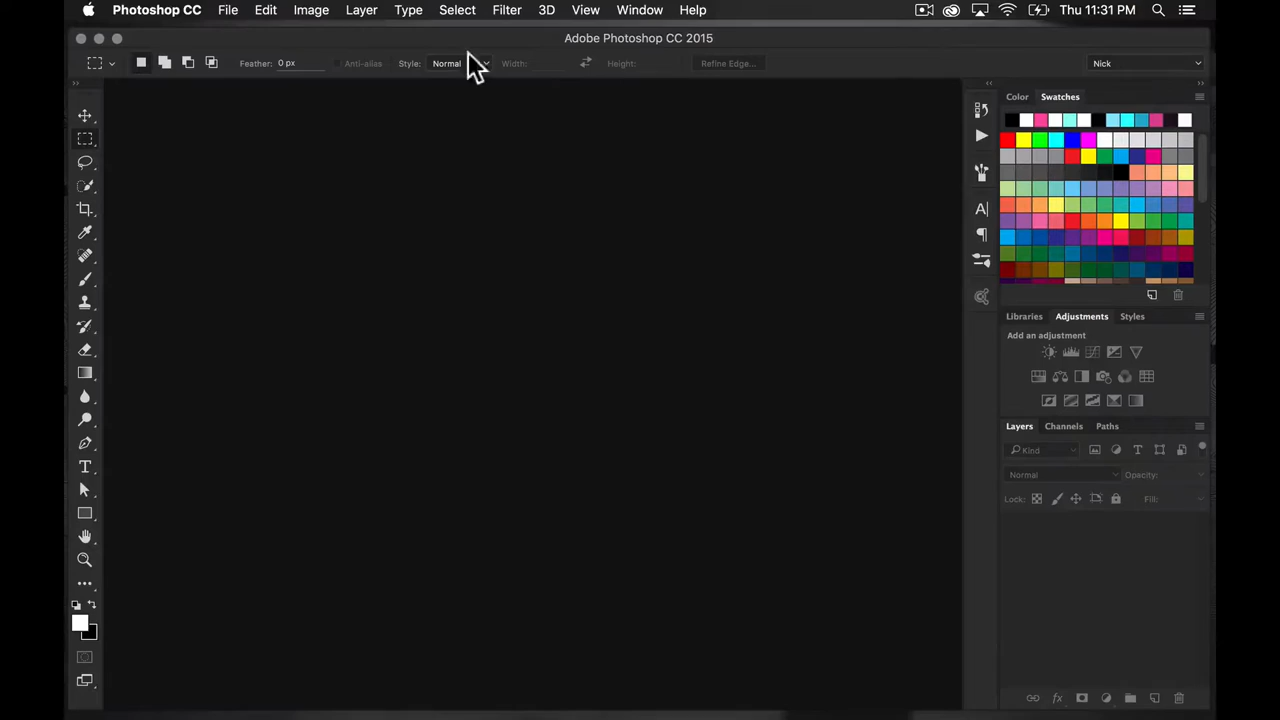 Photoshop CC File Edit Image Layer Type Select Filter 3D View Window Help Thu 11:31 PM
Adobe Photoshop CC 2015
Feather: 0 px Anti-alias Style: Normal Width: Height: Refine Edge... Nick
Color Swatches
Libraries Adjustments Styles
Add an adjustment
Layers Channels Paths
Kind
Normal Opacity:
Lock: Fill: